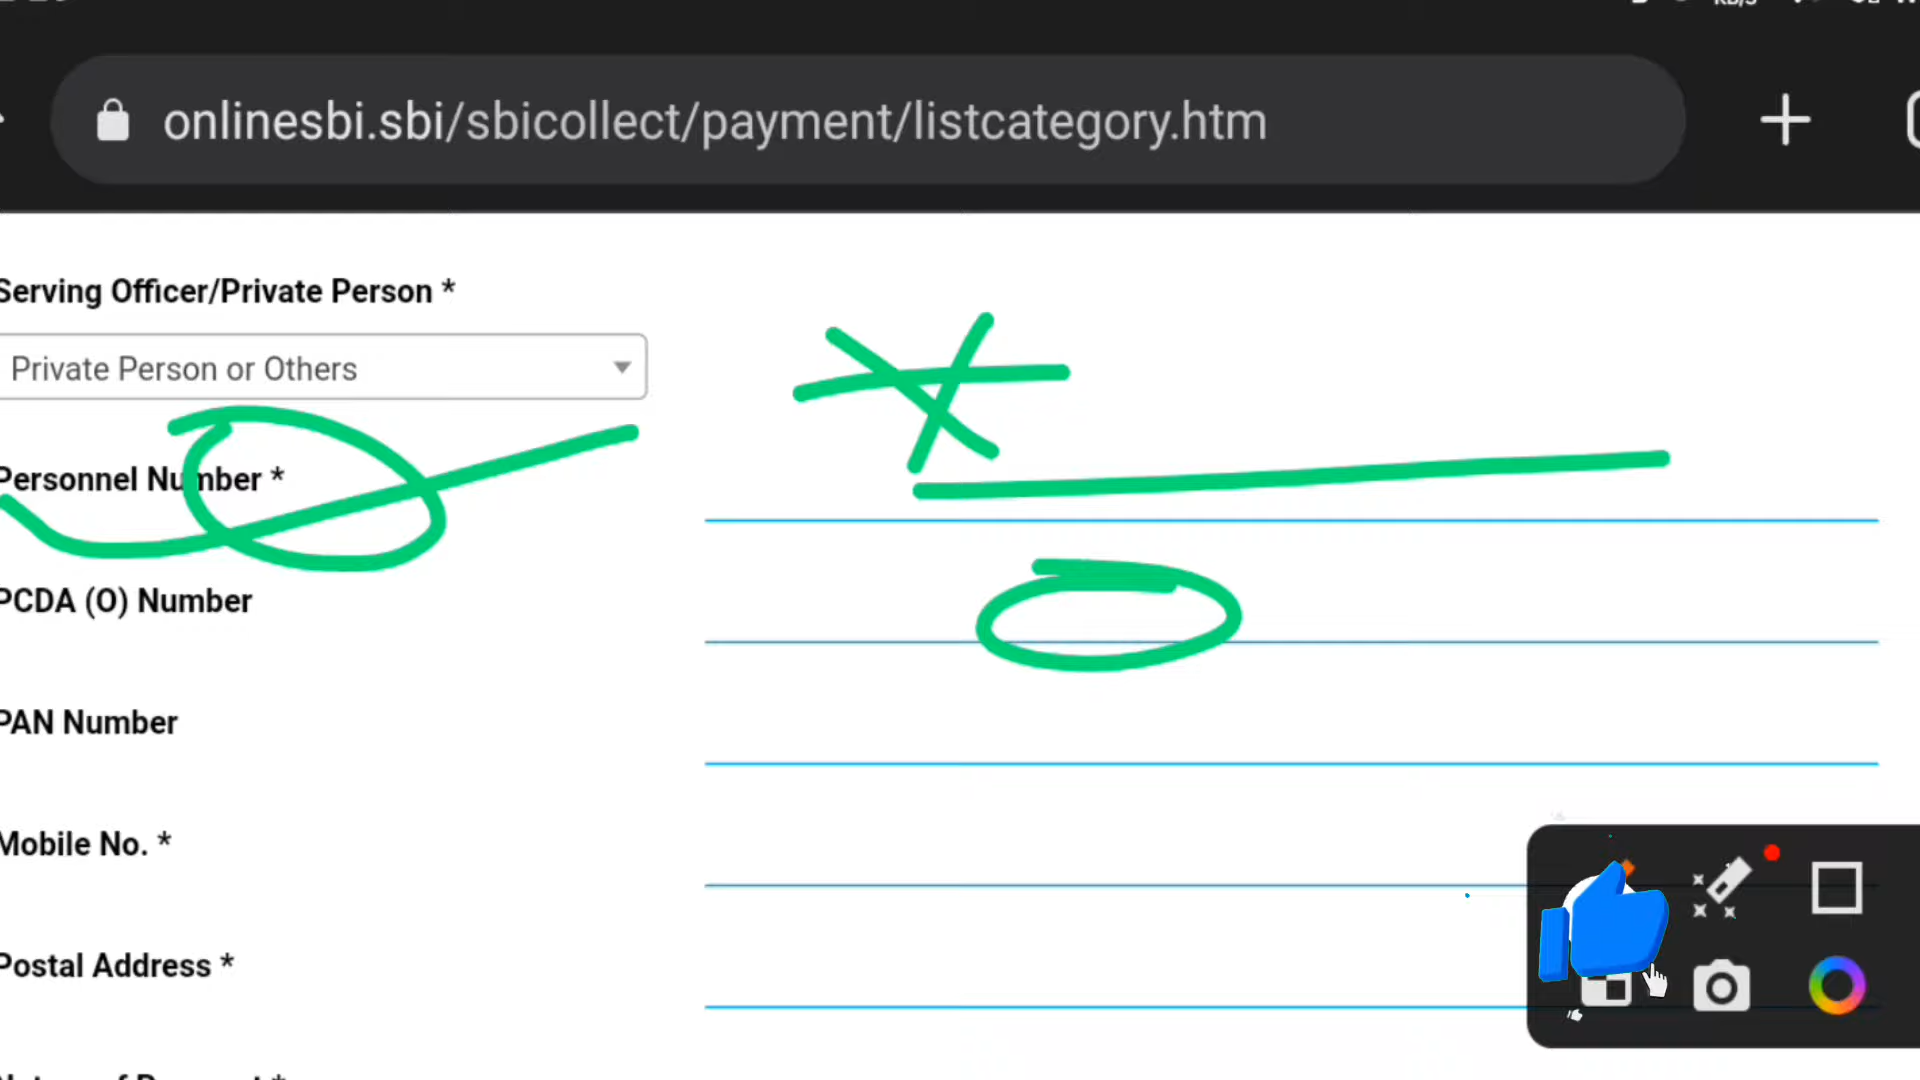 onlinesbi.sbi/sbicollect/payment/listcategory.htm
Serving Officer/Private Person *
Private Person or Others
Personnel Number *
PCDA (O) Number
PAN Number
Mobile No. *
Postal Address *